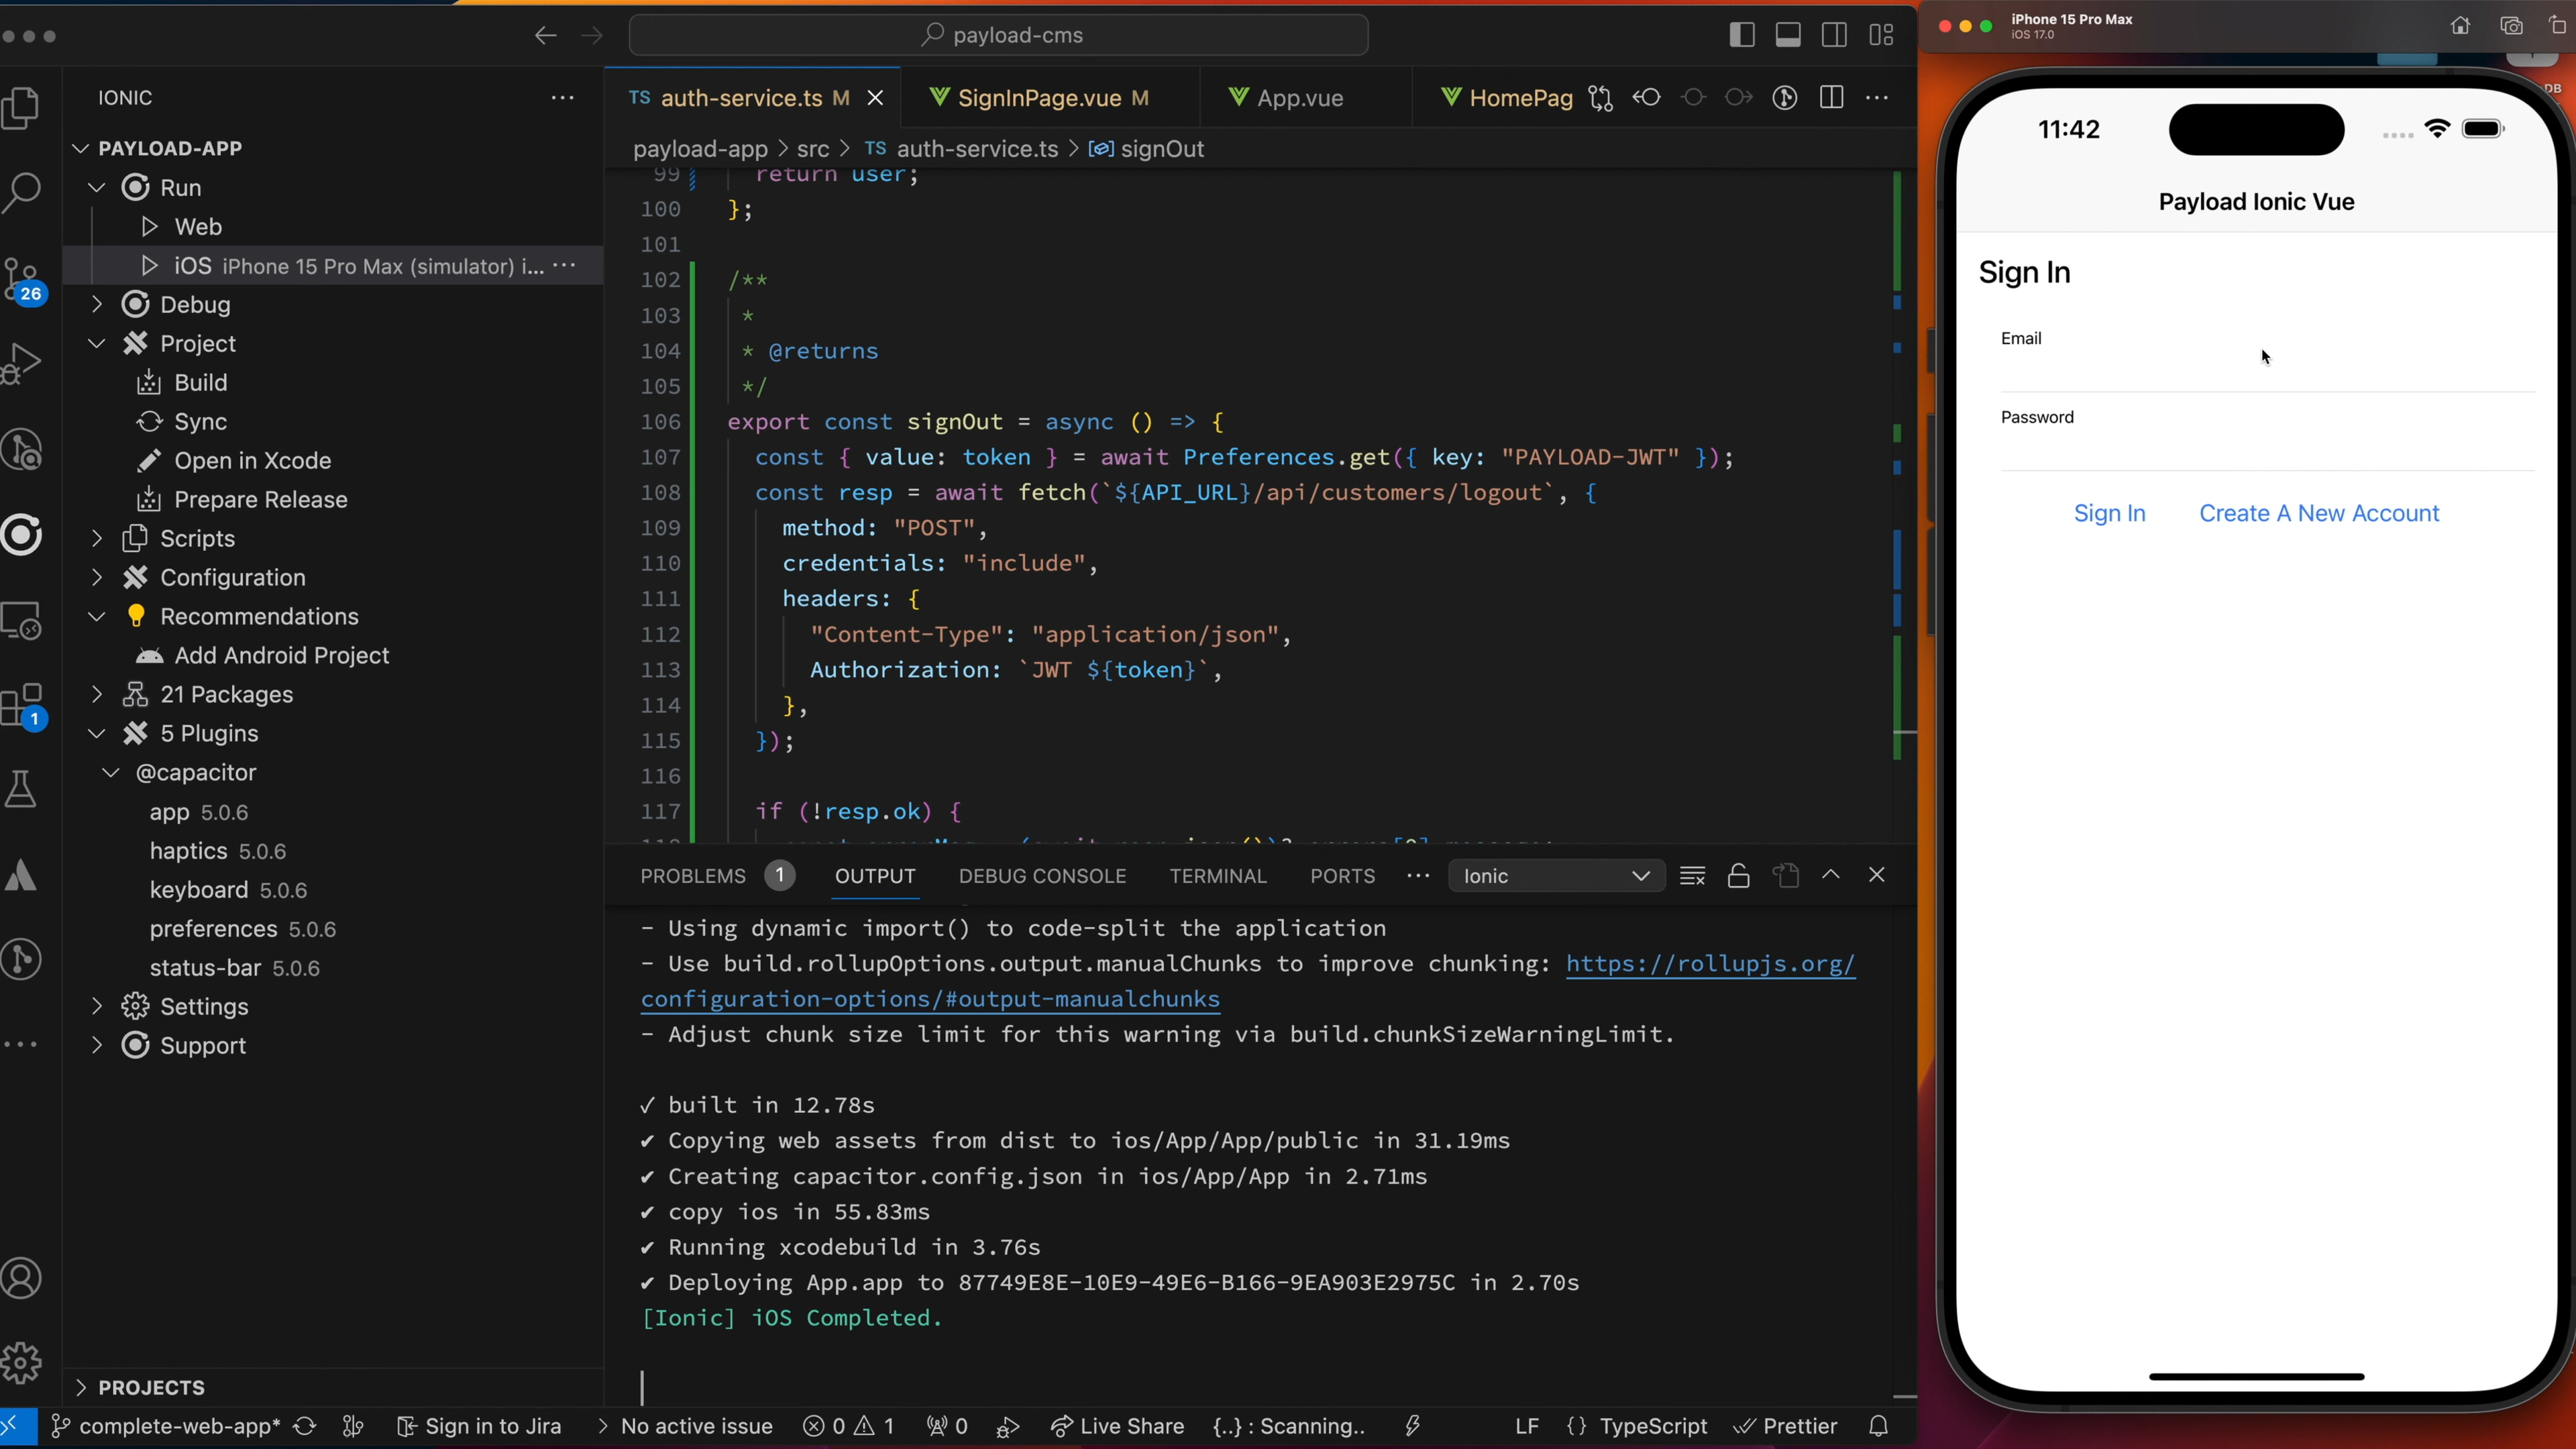 payload-cms
IONIC
PAYLOAD-APP
Run
Web
iOS iPhone 15 Pro Max (simulator) i...
Debug
Project
Build
Sync
Open in Xcode
Prepare Release
Scripts
Configuration
Recommendations
Add Android Project
21 Packages
5 Plugins
@capacitor
app 5.0.6
haptics 5.0.6
keyboard 5.0.6
preferences 5.0.6
status-bar 5.0.6
Settings
Support
PROJECTS
26
1
TS auth-service.ts M
SignInPage.vue M
App.vue
HomePag
payload-app > src > TS auth-service.ts > signOut
99 return user;
100 };
101
102 /**
103 *
104 * @returns
105 */
106 export const signOut = async () => {
107 const { value: token } = await Preferences.get({ key: "PAYLOAD-JWT" });
108 const resp = await fetch(`${API_URL}/api/customers/logout`, {
109 method: "POST",
110 credentials: "include",
111 headers: {
112 "Content-Type": "application/json",
113 Authorization: `JWT ${token}`,
114 },
115 });
116
117 if (!resp.ok) {
PROBLEMS 1 OUTPUT DEBUG CONSOLE TERMINAL PORTS ... Ionic
- Using dynamic import() to code-split the application
- Use build.rollupOptions.output.manualChunks to improve chunking: https://rollupjs.org/
configuration-options/#output-manualchunks
- Adjust chunk size limit for this warning via build.chunkSizeWarningLimit.
✓ built in 12.78s
✔ Copying web assets from dist to ios/App/App/public in 31.19ms
✔ Creating capacitor.config.json in ios/App/App in 2.71ms
✔ copy ios in 55.83ms
✔ Running xcodebuild in 3.76s
✔ Deploying App.app to 87749E8E-10E9-49E6-B166-9EA903E2975C in 2.70s
[Ionic] iOS Completed.
complete-web-app* Sign in to Jira > No active issue 0 1 0 Live Share {..} : Scanning.. LF {} TypeScript Prettier
iPhone 15 Pro Max
iOS 17.0
DB
11:42
Payload Ionic Vue
Sign In
Email
Password
Sign In Create A New Account